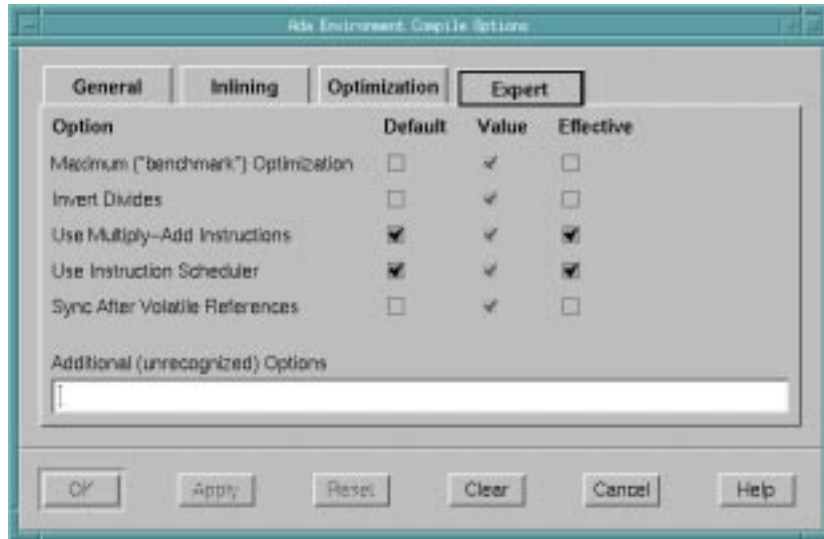 Ada Environment Compile Options
General Inlining Optimization Expert
Option Default Value Effective
Maximum ("benchmark") Optimization
Invert Divides
Use Multiply-Add Instructions
Use Instruction Scheduler
Sync After Volatile References
Additional (unrecognized) Options
OK Apply Reset Clear Cancel Help